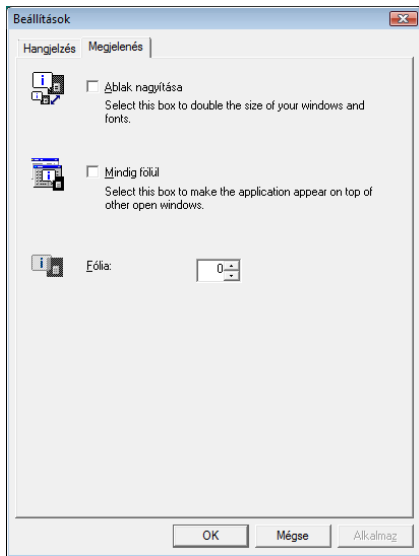 Beállítások
Hangjelzés
Megjelenés
Ablak nagyítása
Select this box to double the size of your windows and
fonts.
Mindig fölül
Select this box to make the application appear on top of
other open windows.
Fólia:
0
OK
Mégse
Alkalmaz